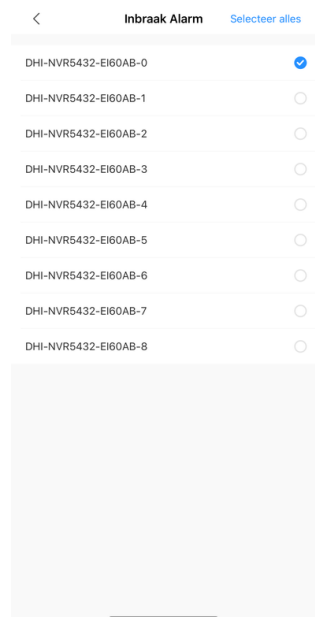 Inbraak Alarm Selecteer alles
DHI-NVR5432-EI60AB-0
DHI-NVR5432-EI60AB-1
DHI-NVR5432-EI60AB-2
DHI-NVR5432-EI60AB-3
DHI-NVR5432-EI60AB-4
DHI-NVR5432-EI60AB-5
DHI-NVR5432-EI60AB-6
DHI-NVR5432-EI60AB-7
DHI-NVR5432-EI60AB-8